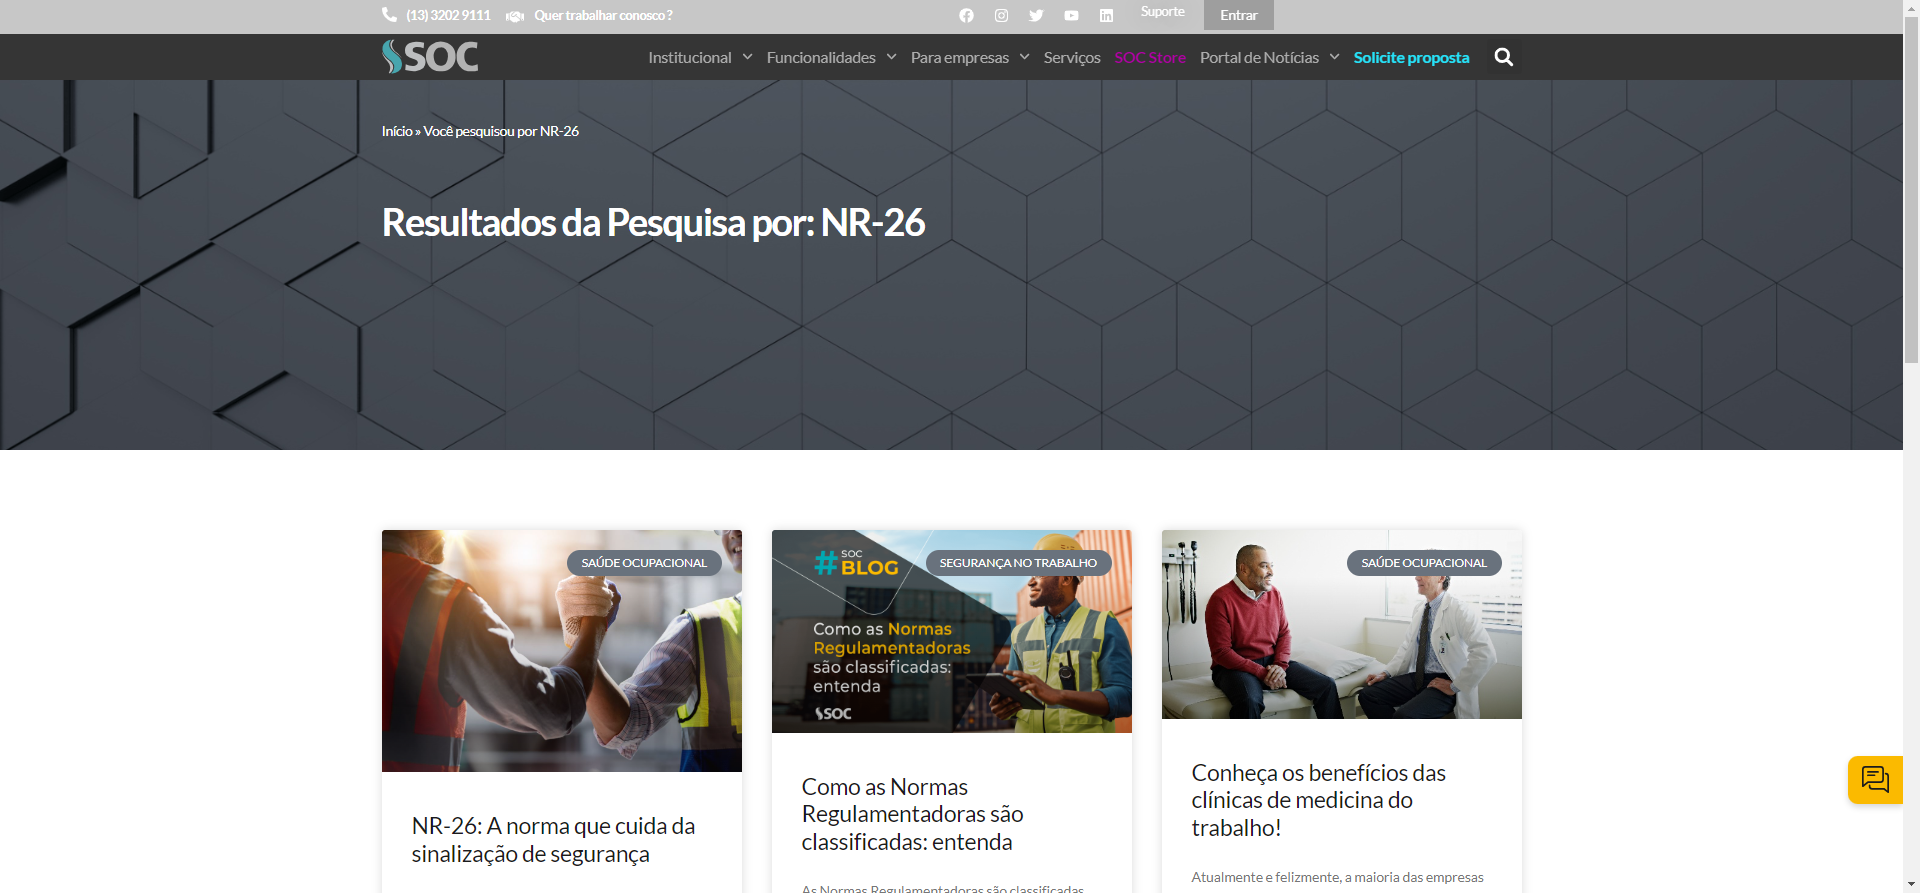 (13) 3202 9111
Quer trabalhar conosco ?
Suporte
Entrar
SOC
Institucional
Funcionalidades
Para empresas
Serviços
SOC Store
Portal de Notícias
Solicite proposta
Início » Você pesquisou por NR-26
Resultados da Pesquisa por: NR-26
SAÚDE OCUPACIONAL
NR-26: A norma que cuida da
sinalização de segurança
# SOC
BLOG
SEGURANÇA NO TRABALHO
Como as Normas
Regulamentadoras
são classificadas:
entenda
SOC
Como as Normas
Regulamentadoras são
classificadas: entenda
As Normas Regulamentadoras são classificadas
SAÚDE OCUPACIONAL
Conheça os benefícios das
clínicas de medicina do
trabalho!
Atualmente e felizmente, a maioria das empresas